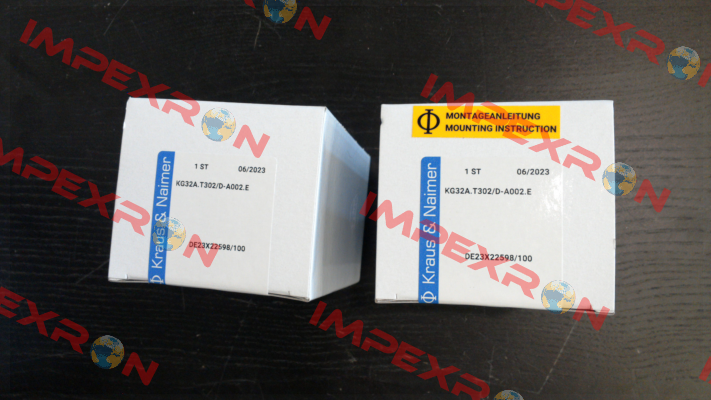 1 ST 06/2023
KG32A.T302/D-A002.E
DE23X22598/100
Kraus & Naimer
MONTAGEANLEITUNG
MOUNTING INSTRUCTION
1 ST 06/2023
KG32A.T302/D-A002.E
DE23X22598/100
Kraus & Naimer
IMPEXRON
IMPEXRON
IMPEXRON
IMPEXRON
IMPEXRON
IMPEXRON